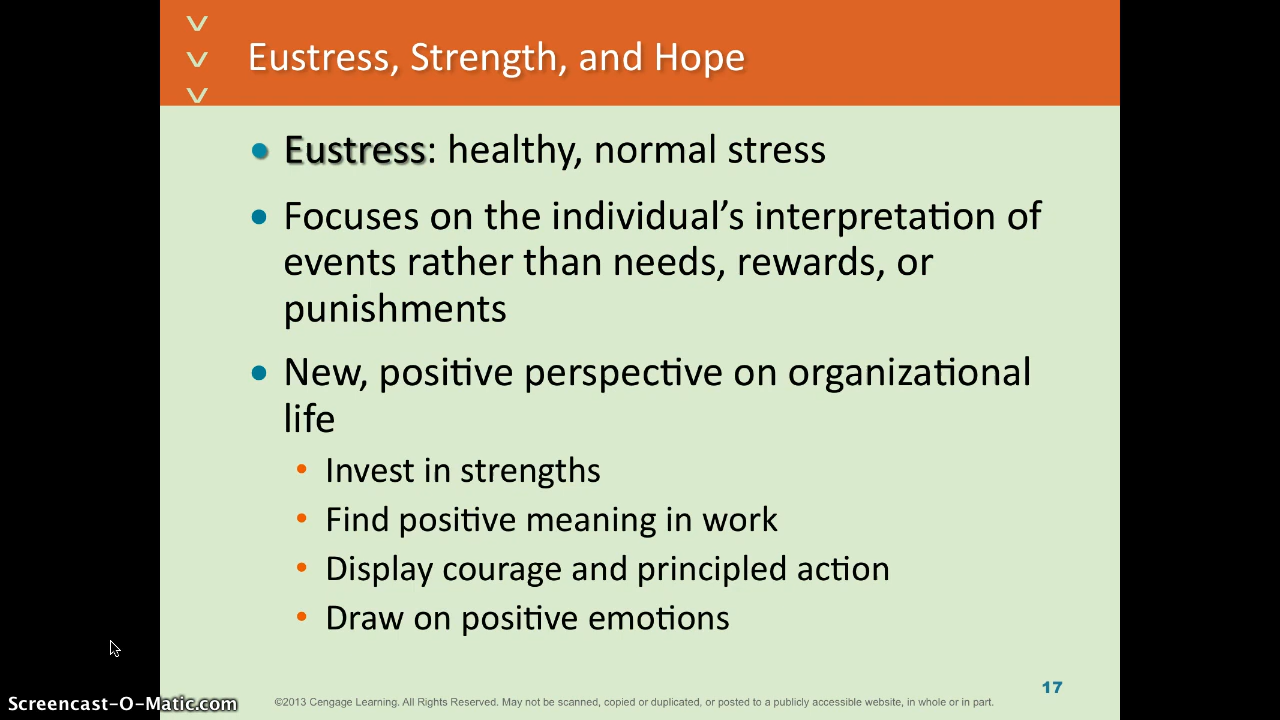 Eustress, Strength, and Hope
• Eustress: healthy, normal stress
• Focuses on the individual’s interpretation of
events rather than needs, rewards, or
punishments
• New, positive perspective on organizational
life
• Invest in strengths
• Find positive meaning in work
• Display courage and principled action
• Draw on positive emotions
17
©2013 Cengage Learning. All Rights Reserved. May not be scanned, copied or duplicated, or posted to a publicly accessible website, in whole or in part.
Screencast-O-Matic.com